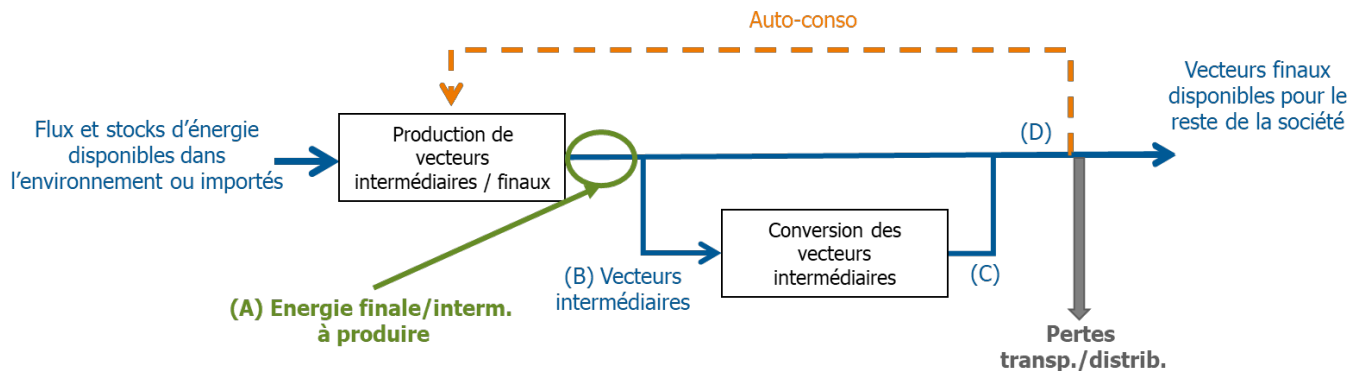 Auto-conso
Flux et stocks d’énergie
disponibles dans
l’environnement ou importés
Production de
vecteurs
intermédiaires / finaux
(D)
Vecteurs finaux
disponibles pour le
reste de la société
Conversion des
vecteurs
intermédiaires
(B) Vecteurs
intermédiaires
(C)
(A) Energie finale/interm.
à produire
Pertes
transp./distrib.